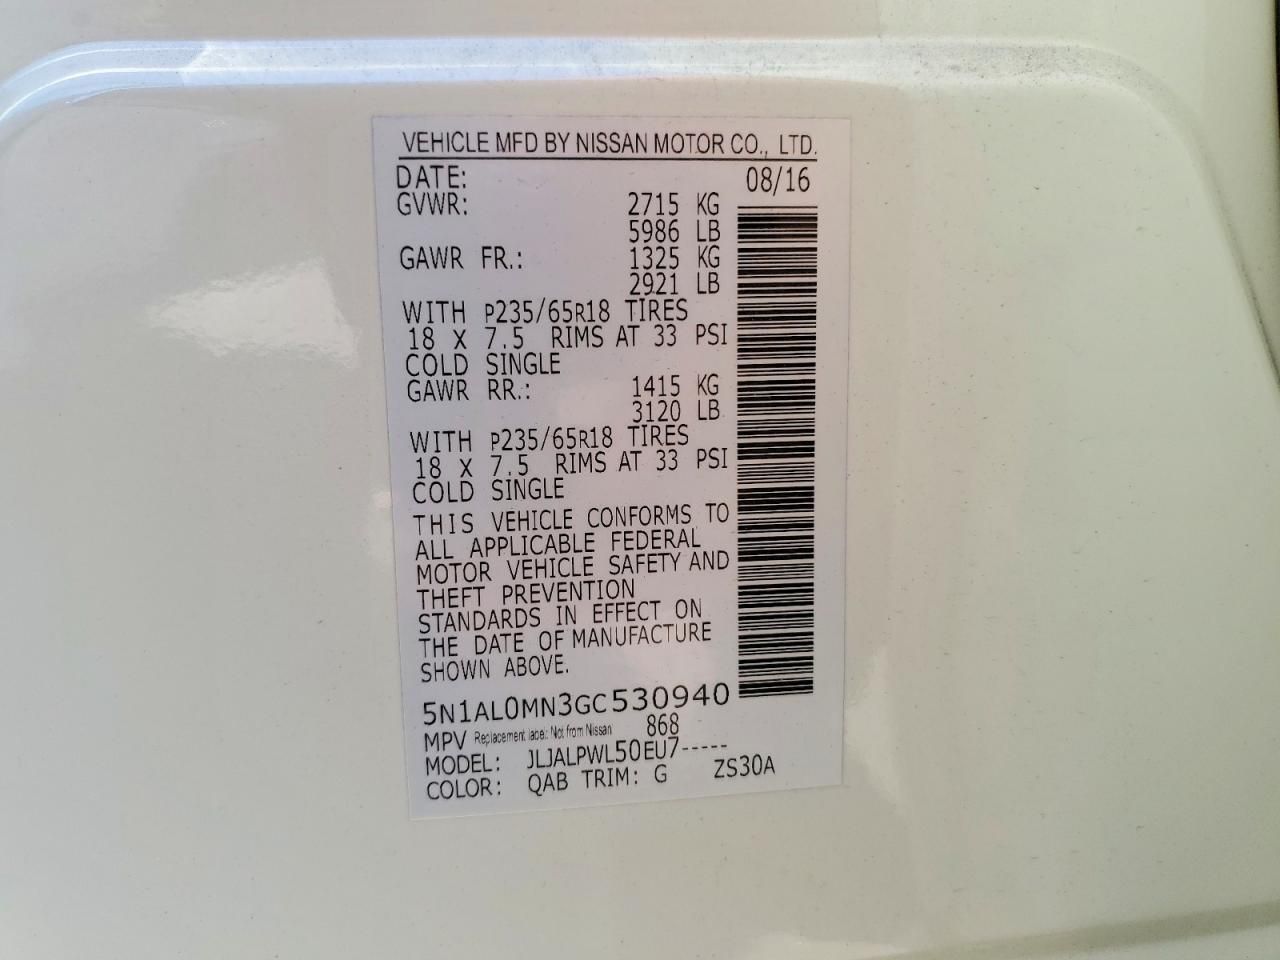 VEHICLE MFD BY NISSAN MOTOR CO., LTD.
DATE: 08/16
GVWR: 2715 KG
5986 LB
GAWR FR.: 1325 KG
2921 LB
WITH P235/65R18 TIRES
18 X 7.5 RIMS AT 33 PSI
COLD SINGLE
GAWR RR.: 1415 KG
3120 LB
WITH P235/65R18 TIRES
18 X 7.5 RIMS AT 33 PSI
COLD SINGLE
THIS VEHICLE CONFORMS TO
ALL APPLICABLE FEDERAL
MOTOR VEHICLE SAFETY AND
THEFT PREVENTION
STANDARDS IN EFFECT ON
THE DATE OF MANUFACTURE
SHOWN ABOVE.
5N1AL0MN3GC530940
MPV Replacement label: Not from Nissan 868
MODEL: JLJALPWL50EU7-----
COLOR: QAB TRIM: G ZS30A